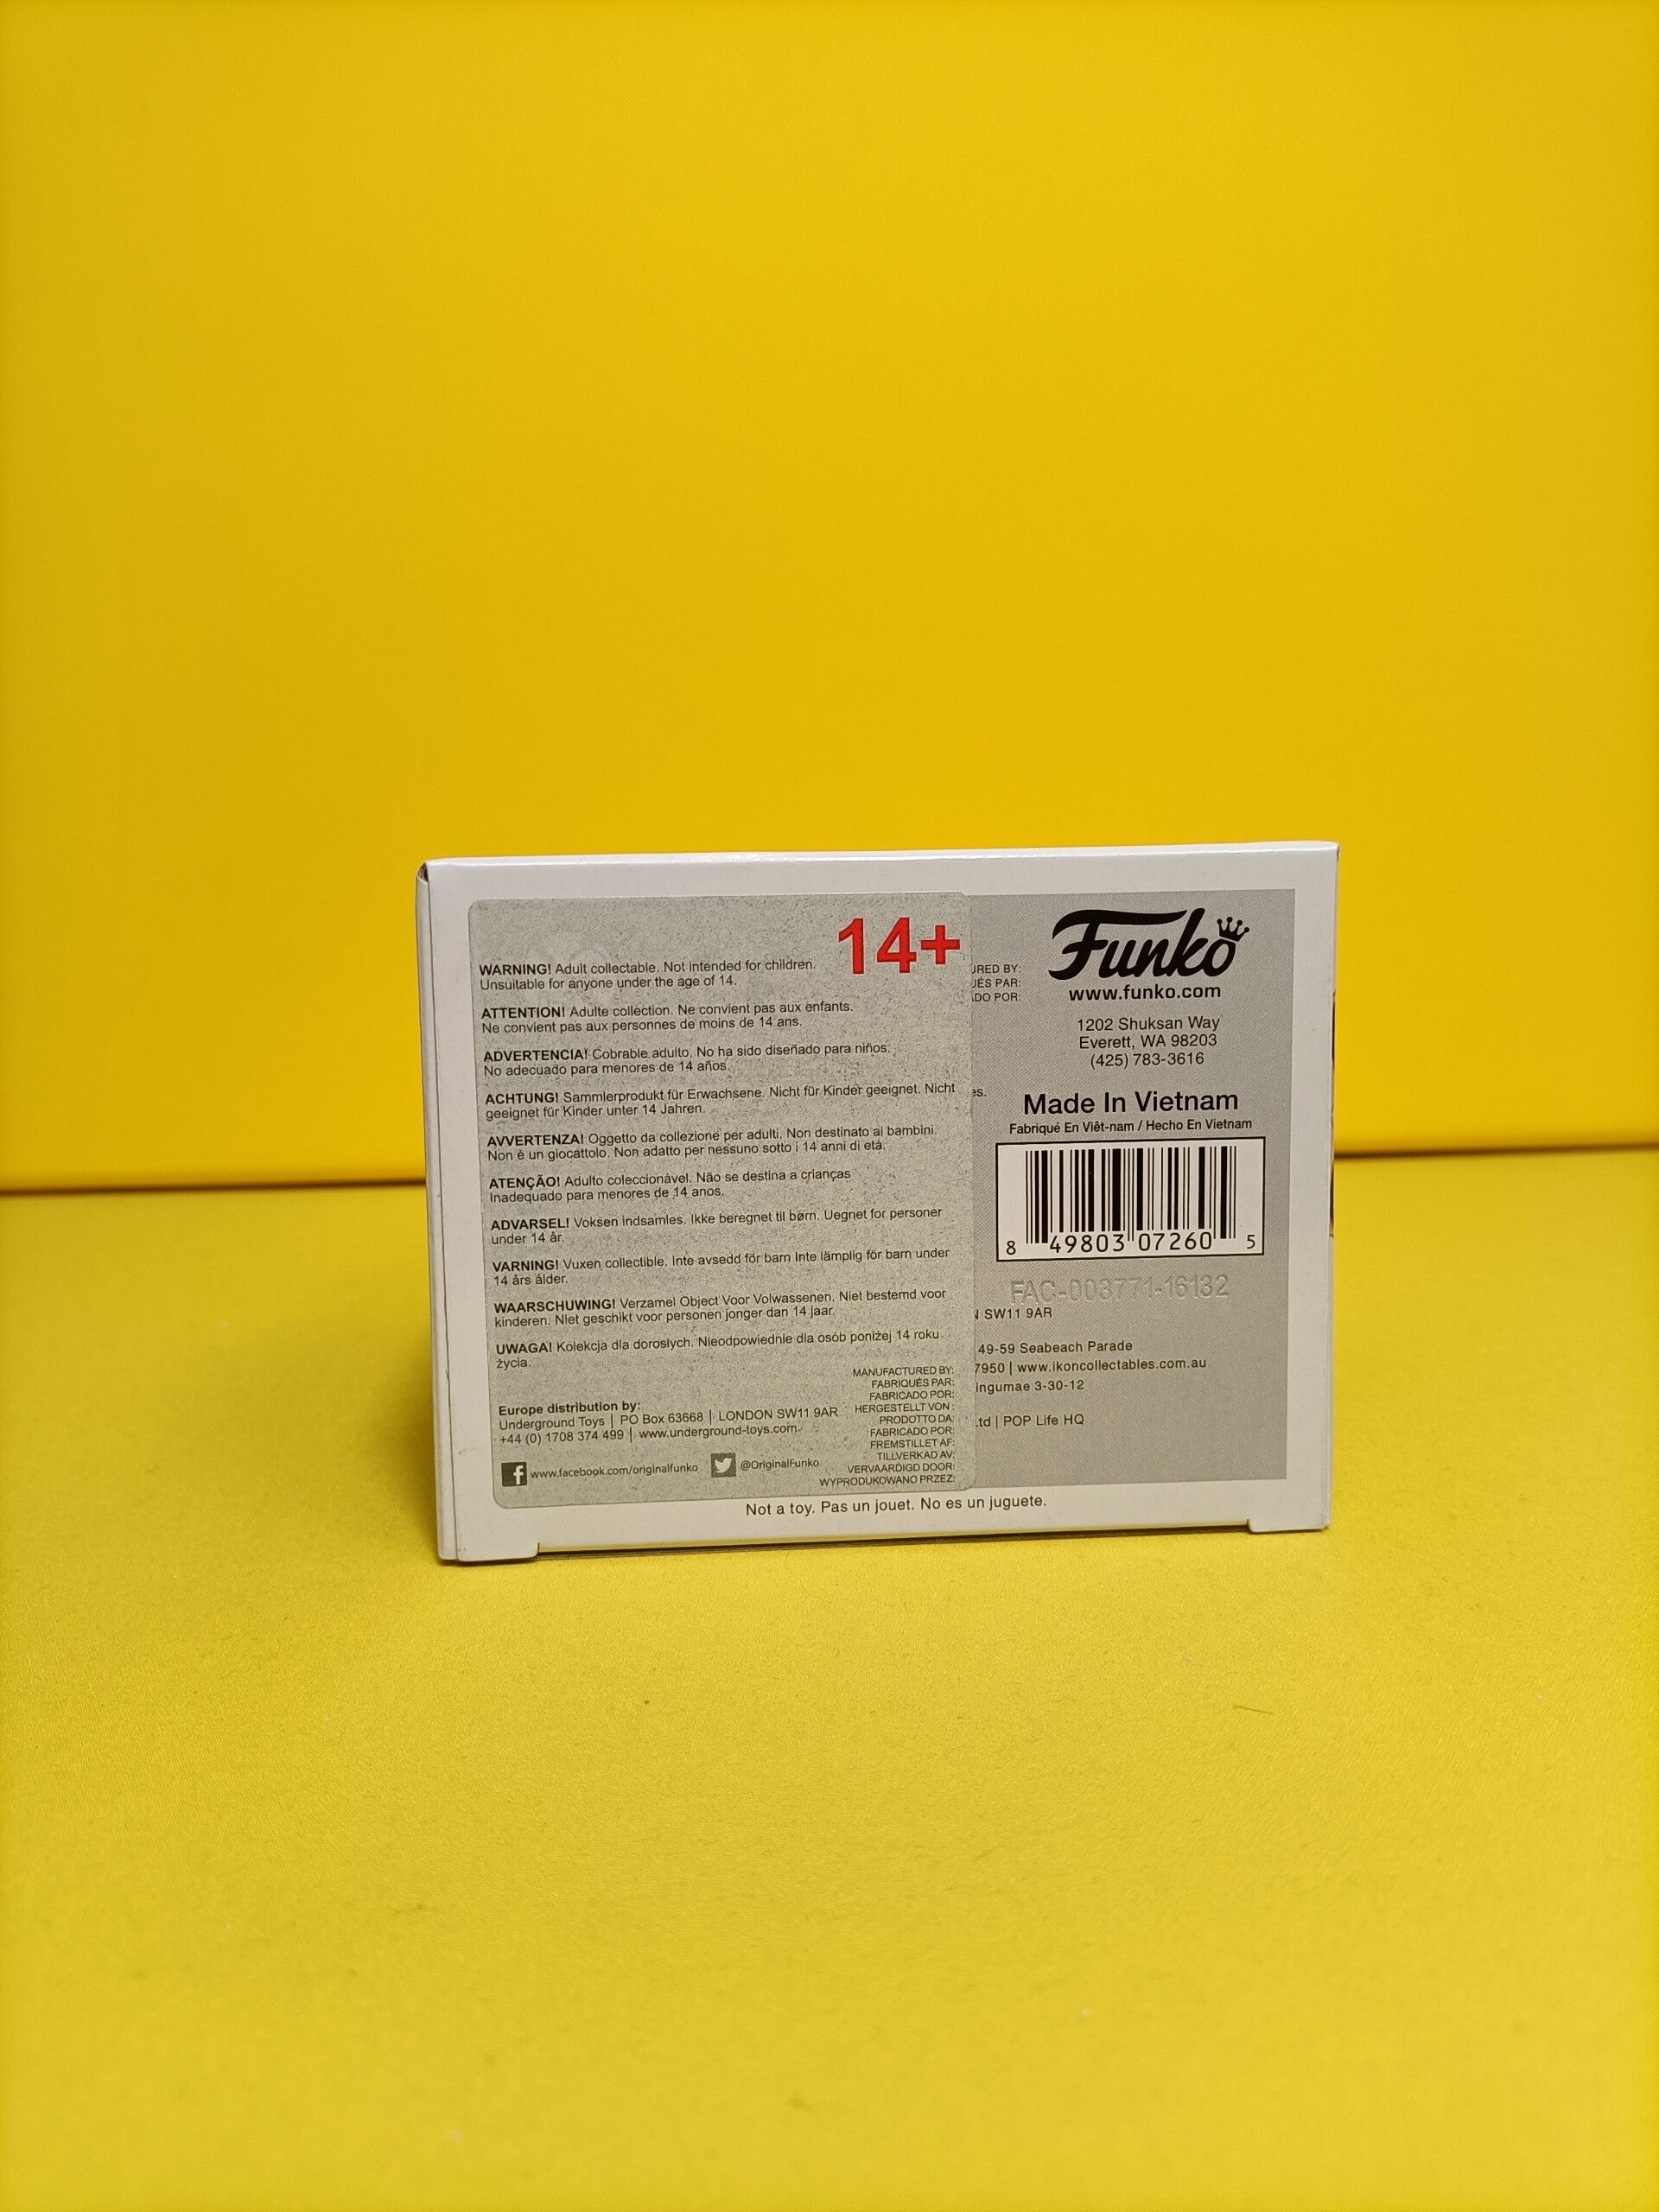 14+
WARNING! Adult collectable. Not intended for children.
Unsuitable for anyone under the age of 14.
ATTENTION! Adulte collection. Ne convient pas aux enfants.
Ne convient pas aux personnes de moins de 14 ans.
ADVERTENCIA! Cobrable adulto. No ha sido diseñado para niños.
No adecuado para menores de 14 años.
ACHTUNG! Sammlerprodukt für Erwachsene. Nicht für Kinder geeignet. Nicht
geeignet für Kinder unter 14 Jahren.
AVVERTENZA! Oggetto da collezione per adulti. Non destinato ai bambini.
Non è un giocattolo. Non adatto per nessuno sotto i 14 anni di età.
ATENÇÃO! Adulto coleccionável. Não se destina a crianças
Inadequado para menores de 14 anos.
ADVARSEL! Voksen indsamles. Ikke beregnet til børn. Uegnet for personer
under 14 år.
VARNING! Vuxen collectible. Inte avsedd för barn Inte lämplig för barn under
14 års ålder.
WAARSCHUWING! Verzamel Object Voor Volwassenen. Niet bestemd voor
kinderen. Niet geschikt voor personen jonger dan 14 jaar.
UWAGA! Kolekcja dla dorosłych. Nieodpowiednie dla osób poniżej 14 roku
życia.
Europe distribution by:
Underground Toys | PO Box 63668 | LONDON SW11 9AR
+44 (0) 1708 374 499 | www.underground-toys.com
www.facebook.com/originalfunko
@OriginalFunko
MANUFACTURED BY:
FABRIQUÉS PAR:
FABRICADO POR:
HERGESTELLT VON :
PRODOTTO DA:
FABRICADO POR:
FREMSTILLET AF:
TILLVERKAD AV:
VERVAARDIGD DOOR:
WYPRODUKOWANO PRZEZ:
URED BY:
UÉS PAR:
ADO POR:
Funko
www.funko.com
1202 Shuksan Way
Everett, WA 98203
(425) 783-3616
es.
Made In Vietnam
Fabriqué En Viêt-nam / Hecho En Vietnam
8 49803 07260 5
FAC-003771-16132
SW11 9AR
49-59 Seabeach Parade
7950 | www.ikoncollectables.com.au
ingumae 3-30-12
td | POP Life HQ
Not a toy. Pas un jouet. No es un juguete.